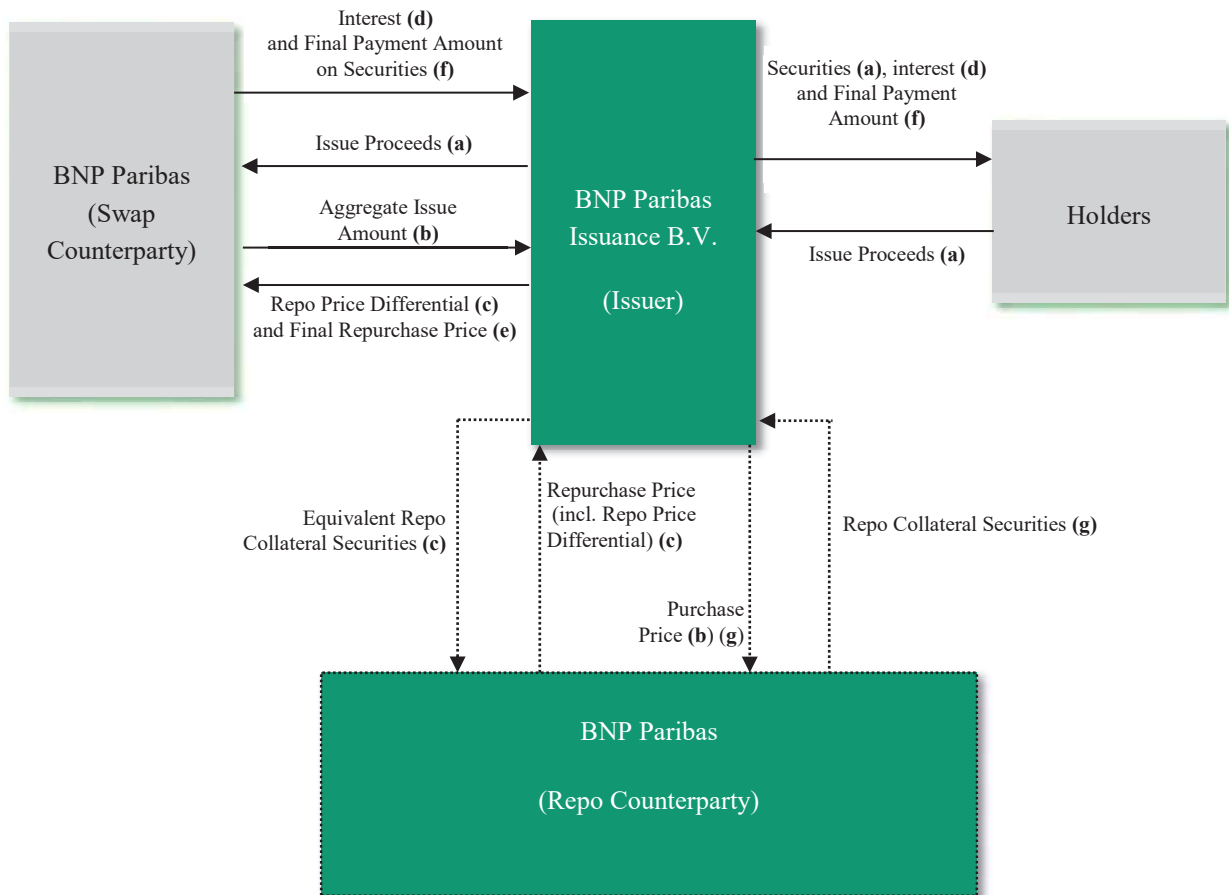 Interest (d)
and Final Payment Amount
on Securities (f)
Issue Proceeds (a)
Aggregate Issue
Amount (b)
Repo Price Differential (c)
and Final Repurchase Price (e)
BNP Paribas
(Swap
Counterparty)
BNP Paribas
Issuance B.V.
(Issuer)
Securities (a), interest (d)
and Final Payment
Amount (f)
Issue Proceeds (a)
Holders
Equivalent Repo
Collateral Securities (c)
Repurchase Price
(incl. Repo Price
Differential) (c)
Purchase
Price (b) (g)
Repo Collateral Securities (g)
BNP Paribas
(Repo Counterparty)